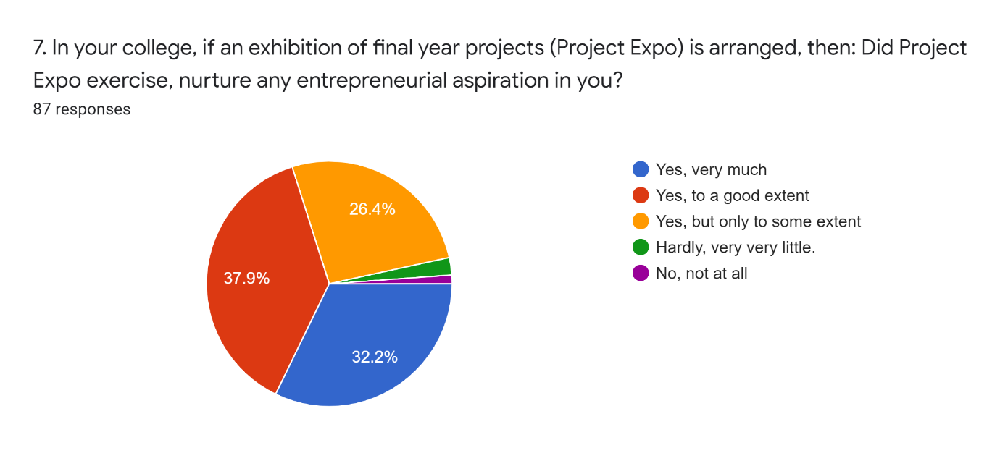 7. In your college, if an exhibition of final year projects (Project Expo) is arranged, then: Did Project
Expo exercise, nurture any entrepreneurial aspiration in you?
87 responses
26.4%
37.9%
32.2%
Yes, very much
Yes, to a good extent
Yes, but only to some extent
Hardly, very very little.
No, not at all